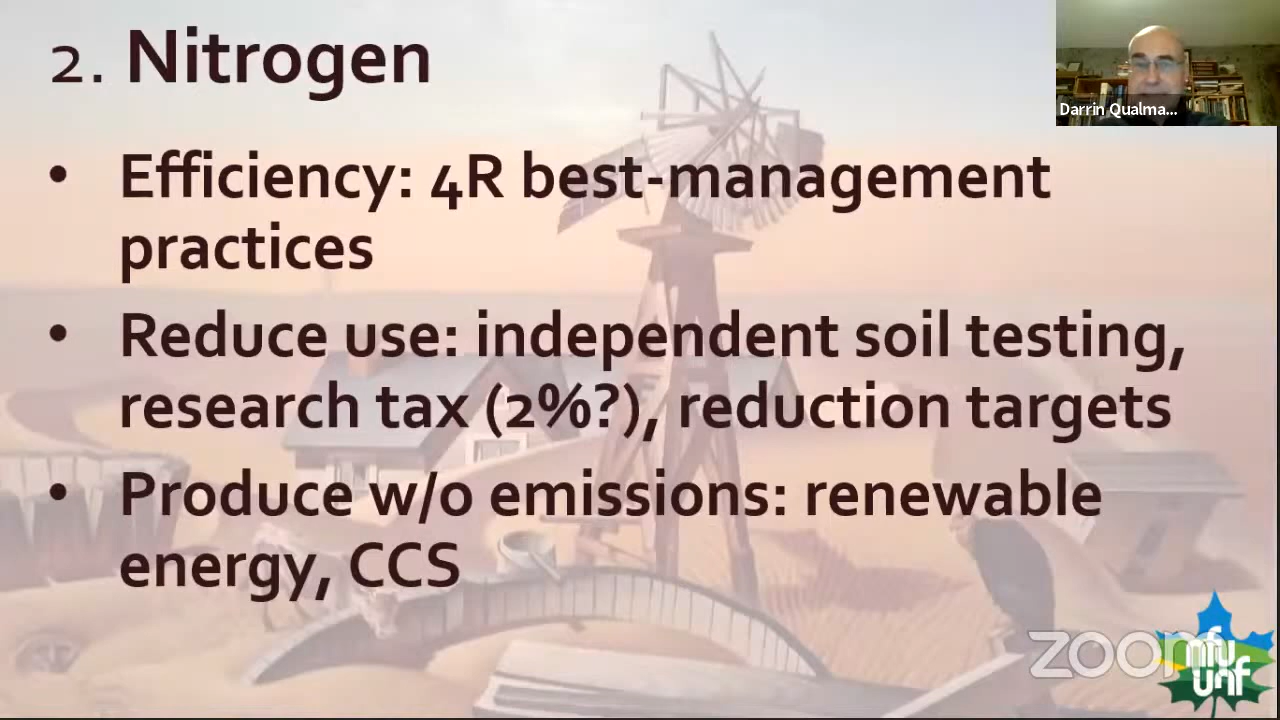 2. Nitrogen
Darrin Qualma...
• Efficiency: 4R best-management
practices
• Reduce use: independent soil testing,
research tax (2%?), reduction targets
• Produce w/o emissions: renewable
energy, CCS
zoom
nfu
unf